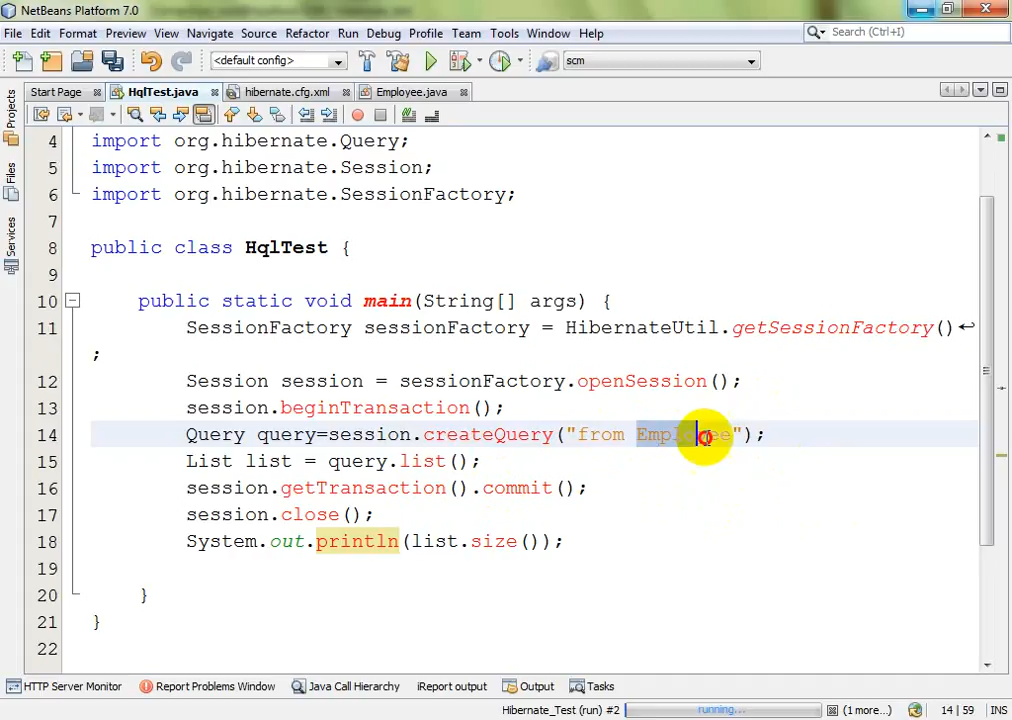 NetBeans Platform 7.0
File Edit Format Preview View Navigate Source Refactor Run Debug Profile Team Tools Window Help
Search (Ctrl+I)
<default config>
scm
Start Page HqlTest.java hibernate.cfg.xml Employee.java
Projects
Files
Services
4 import org.hibernate.Query;
5 import org.hibernate.Session;
6 import org.hibernate.SessionFactory;
7
8 public class HqlTest {
9
10 public static void main(String[] args) {
11 SessionFactory sessionFactory = HibernateUtil.getSessionFactory()
;
12 Session session = sessionFactory.openSession();
13 session.beginTransaction();
14 Query query=session.createQuery("from Employee");
15 List list = query.list();
16 session.getTransaction().commit();
17 session.close();
18 System.out.println(list.size());
19
20 }
21 }
22
HTTP Server Monitor Report Problems Window Java Call Hierarchy iReport output Output Tasks
Hibernate_Test (run) #2 running... (1 more...) 14 | 59 INS